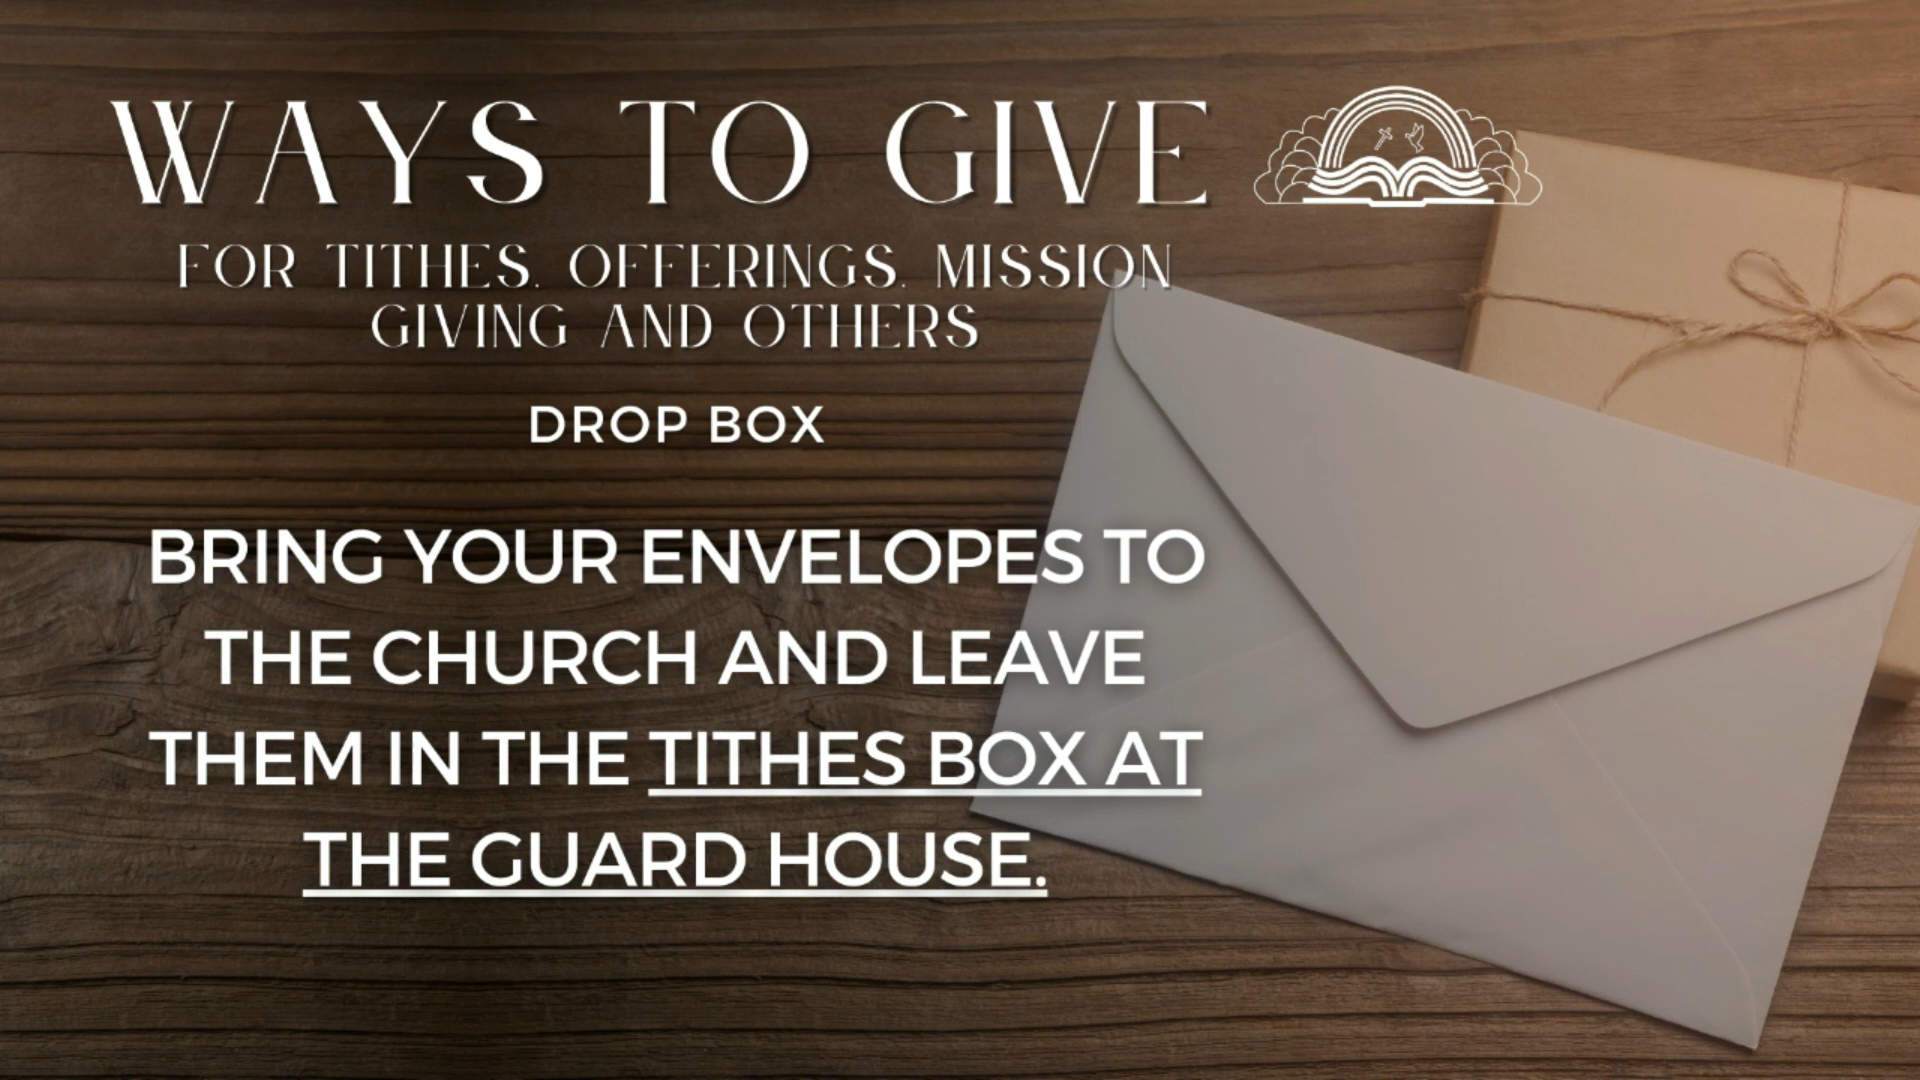 WAYS TO GIVE
FOR TITHES, OFFERINGS, MISSION
GIVING AND OTHERS
DROP BOX
BRING YOUR ENVELOPES TO
THE CHURCH AND LEAVE
THEM IN THE TITHES BOX AT
THE GUARD HOUSE.